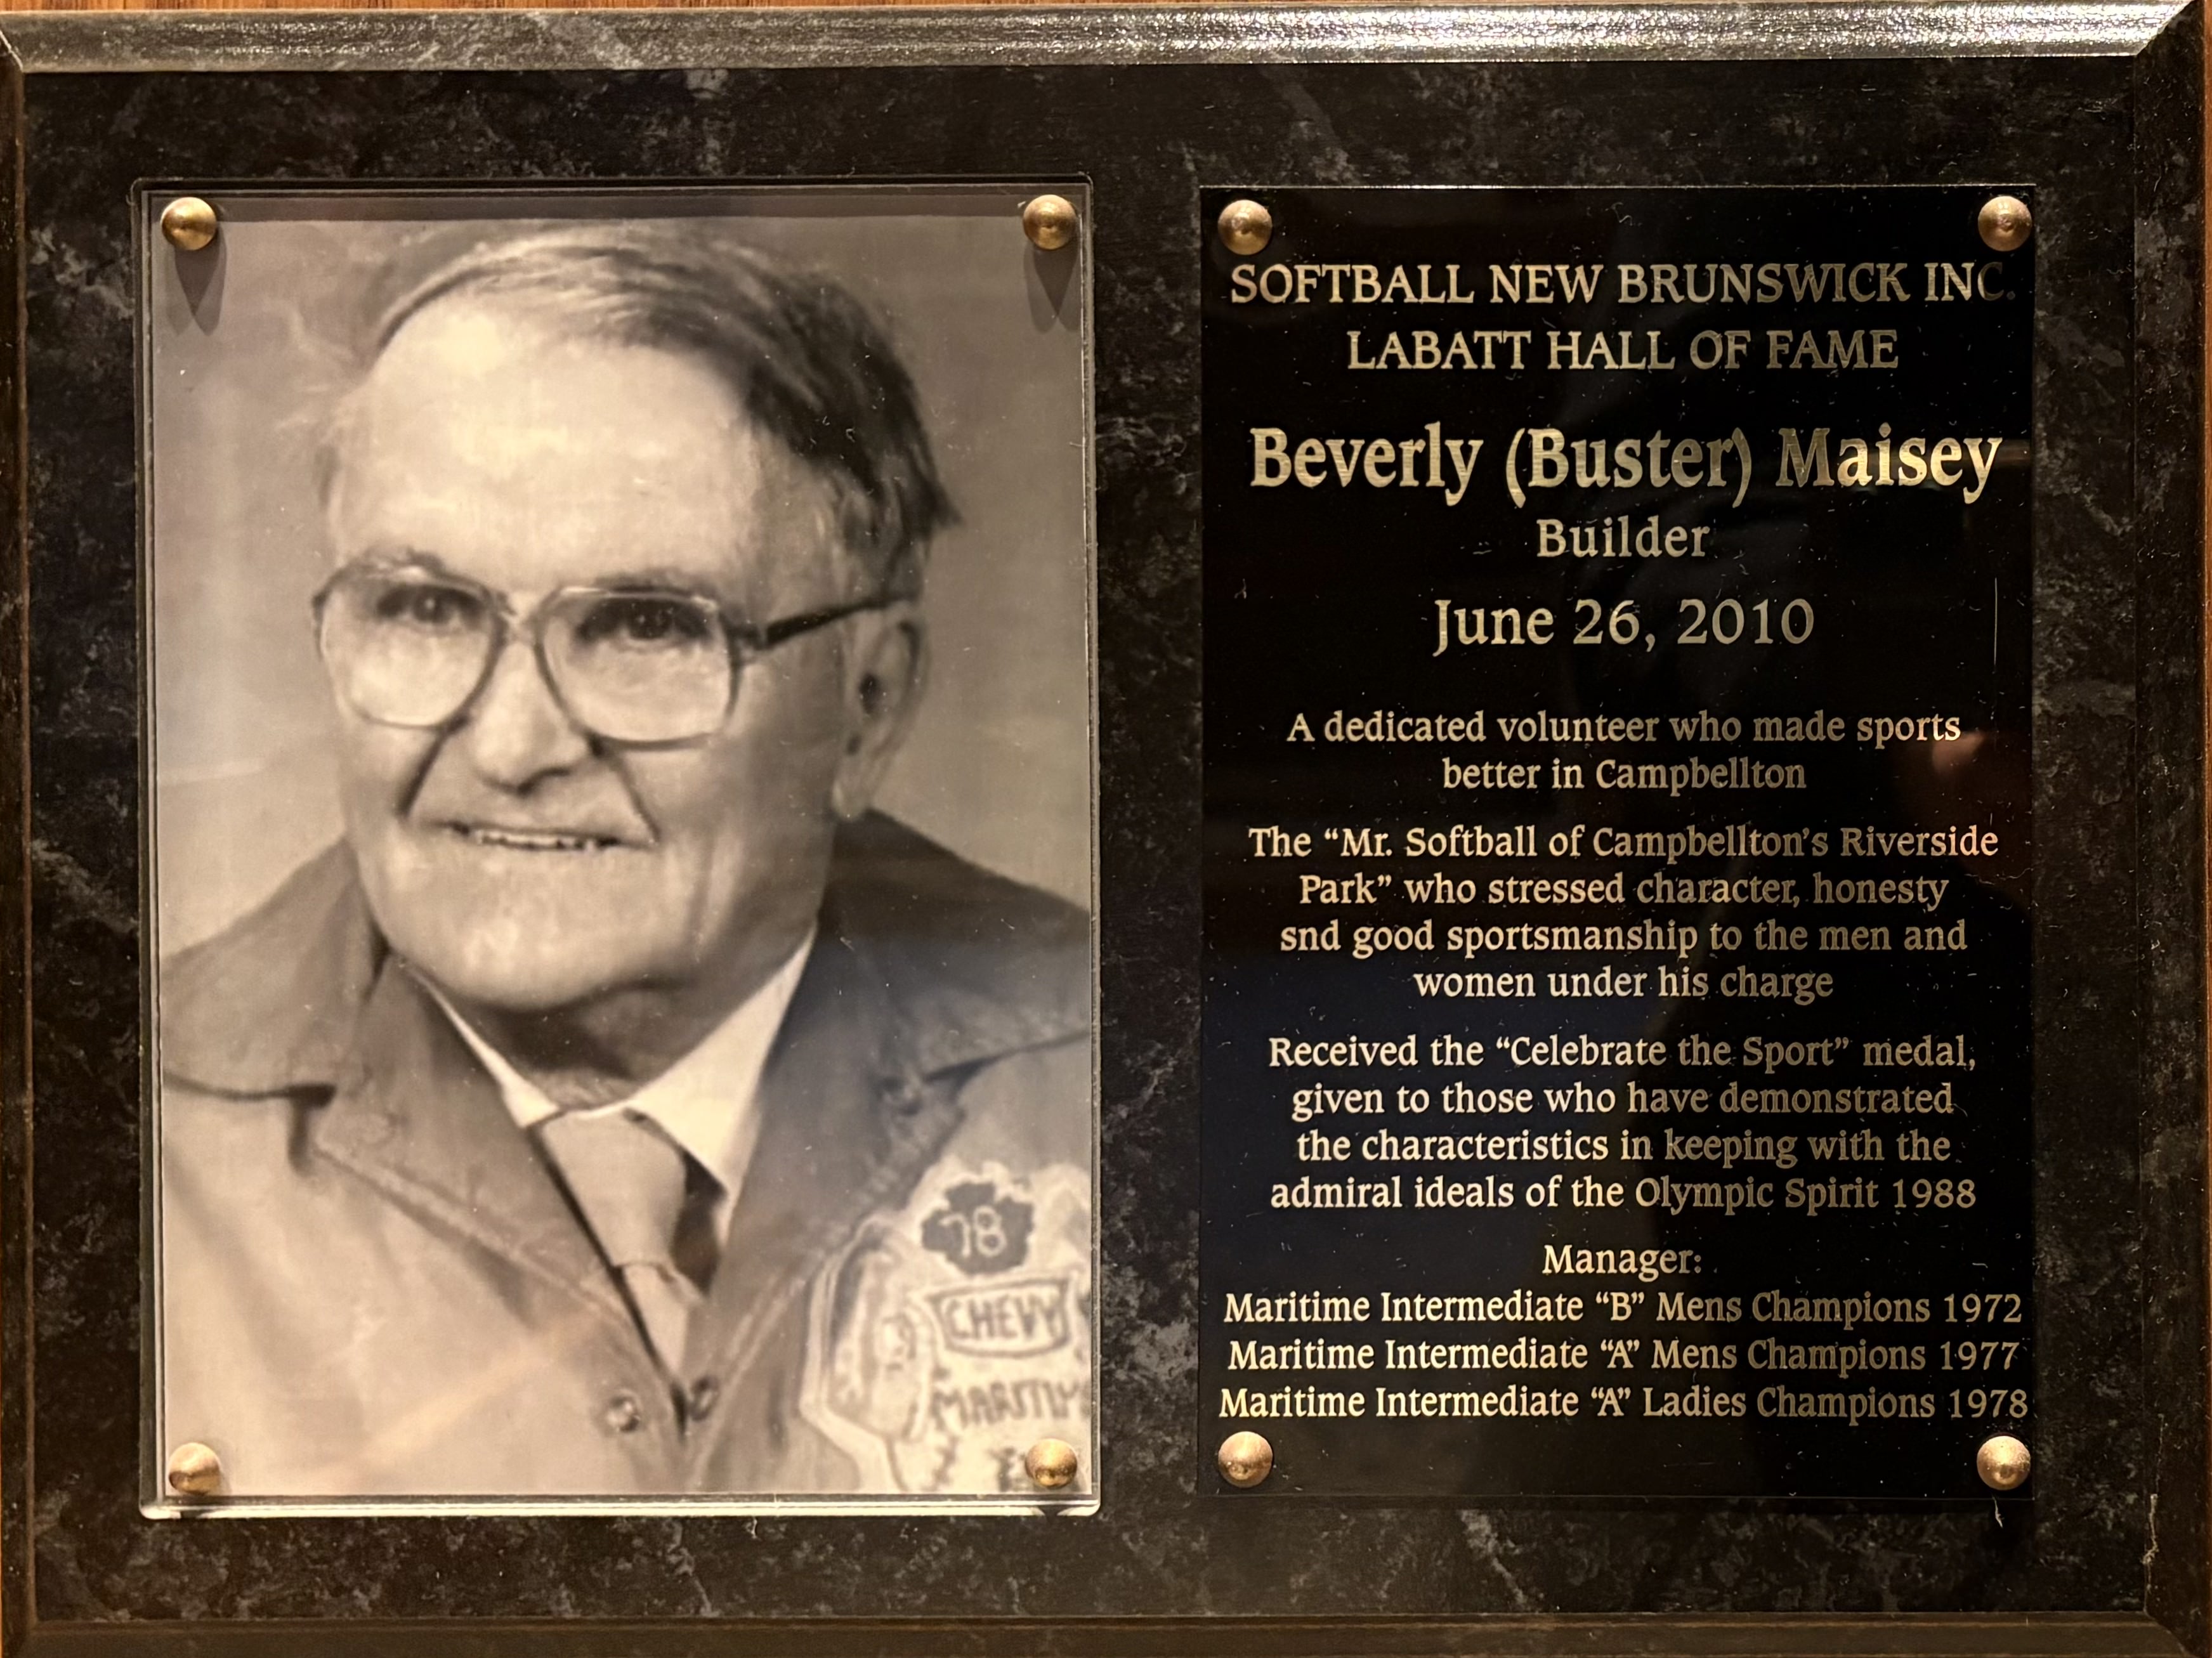 SOFTBALL NEW BRUNSWICK INC.
LABATT HALL OF FAME
Beverly (Buster) Maisey
Builder
June 26, 2010
A dedicated volunteer who made sports
better in Campbellton
The “Mr. Softball of Campbellton’s Riverside
Park” who stressed character, honesty
snd good sportsmanship to the men and
women under his charge
Received the “Celebrate the Sport” medal,
given to those who have demonstrated
the characteristics in keeping with the
admiral ideals of the Olympic Spirit 1988
Manager:
Maritime Intermediate “B” Mens Champions 1972
Maritime Intermediate “A” Mens Champions 1977
Maritime Intermediate “A” Ladies Champions 1978
78
CHEVY
MARITIM